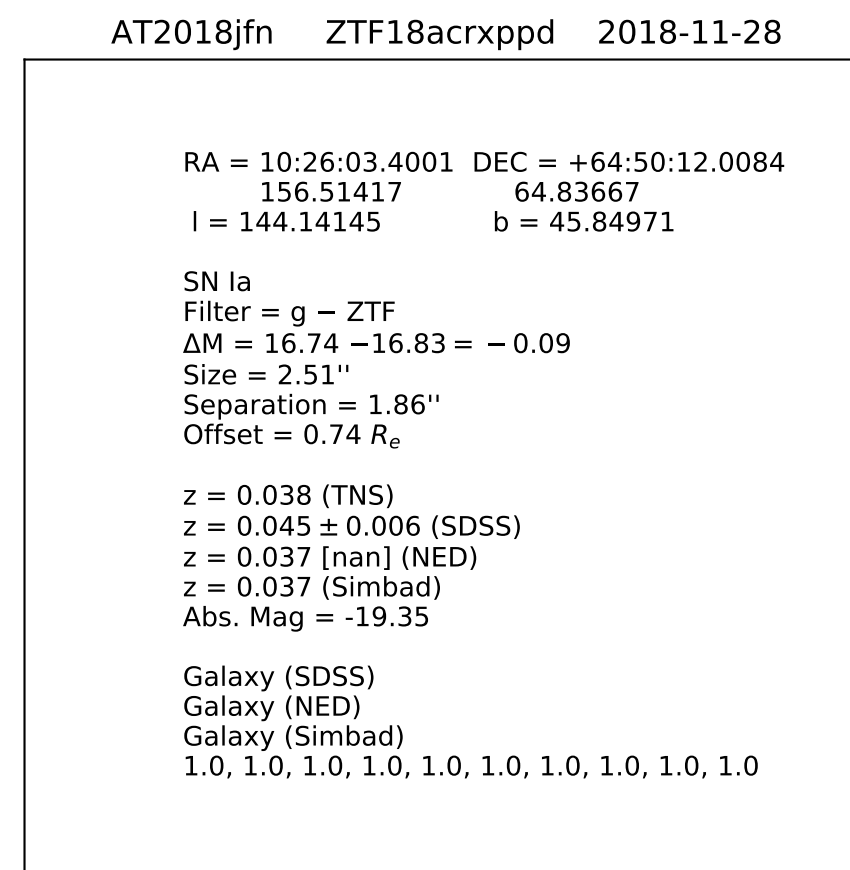 AT2018jfn ZTF18acrxppd 2018-11-28
RA = 10:26:03.4001 DEC = +64:50:12.0084
156.51417 64.83667
l = 144.14145 b = 45.84971
SN Ia
Filter = g − ZTF
ΔM = 16.74 −16.83 = − 0.09
Size = 2.51''
Separation = 1.86''
Offset = 0.74 Re
z = 0.038 (TNS)
z = 0.045 ± 0.006 (SDSS)
z = 0.037 [nan] (NED)
z = 0.037 (Simbad)
Abs. Mag = -19.35
Galaxy (SDSS)
Galaxy (NED)
Galaxy (Simbad)
1.0, 1.0, 1.0, 1.0, 1.0, 1.0, 1.0, 1.0, 1.0, 1.0